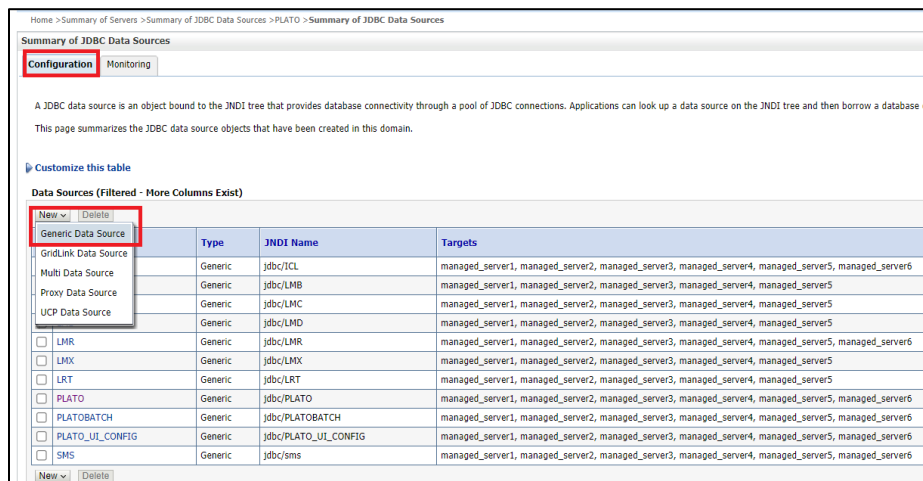 Home >Summary of Servers >Summary of JDBC Data Sources >PLATO >Summary of JDBC Data Sources
Summary of JDBC Data Sources
Configuration Monitoring
A JDBC data source is an object bound to the JNDI tree that provides database connectivity through a pool of JDBC connections. Applications can look up a data source on the JNDI tree and then borrow a database
This page summarizes the JDBC data source objects that have been created in this domain.
Customize this table
Data Sources (Filtered - More Columns Exist)
New Delete
Generic Data Source
GridLink Data Source
Multi Data Source
Proxy Data Source
UCP Data Source
Type JNDI Name Targets
Generic jdbc/ICL managed_server1, managed_server2, managed_server3, managed_server4, managed_server5, managed_server6
Generic jdbc/LMB managed_server1, managed_server2, managed_server3, managed_server4, managed_server5
Generic jdbc/LMC managed_server1, managed_server2, managed_server3, managed_server4, managed_server5
Generic jdbc/LMD managed_server1, managed_server2, managed_server3, managed_server4, managed_server5
LMR Generic jdbc/LMR managed_server1, managed_server2, managed_server3, managed_server4, managed_server5, managed_server6
LMX Generic jdbc/LMX managed_server1, managed_server2, managed_server3, managed_server4, managed_server5
LRT Generic jdbc/LRT managed_server1, managed_server2, managed_server3, managed_server4, managed_server5
PLATO Generic jdbc/PLATO managed_server1, managed_server2, managed_server3, managed_server4, managed_server5, managed_server6
PLATOBATCH Generic jdbc/PLATOBATCH managed_server1, managed_server2, managed_server3, managed_server4, managed_server5, managed_server6
PLATO_UI_CONFIG Generic jdbc/PLATO_UI_CONFIG managed_server1, managed_server2, managed_server3, managed_server4, managed_server5, managed_server6
SMS Generic jdbc/sms managed_server1, managed_server2, managed_server3, managed_server4, managed_server5, managed_server6
New Delete